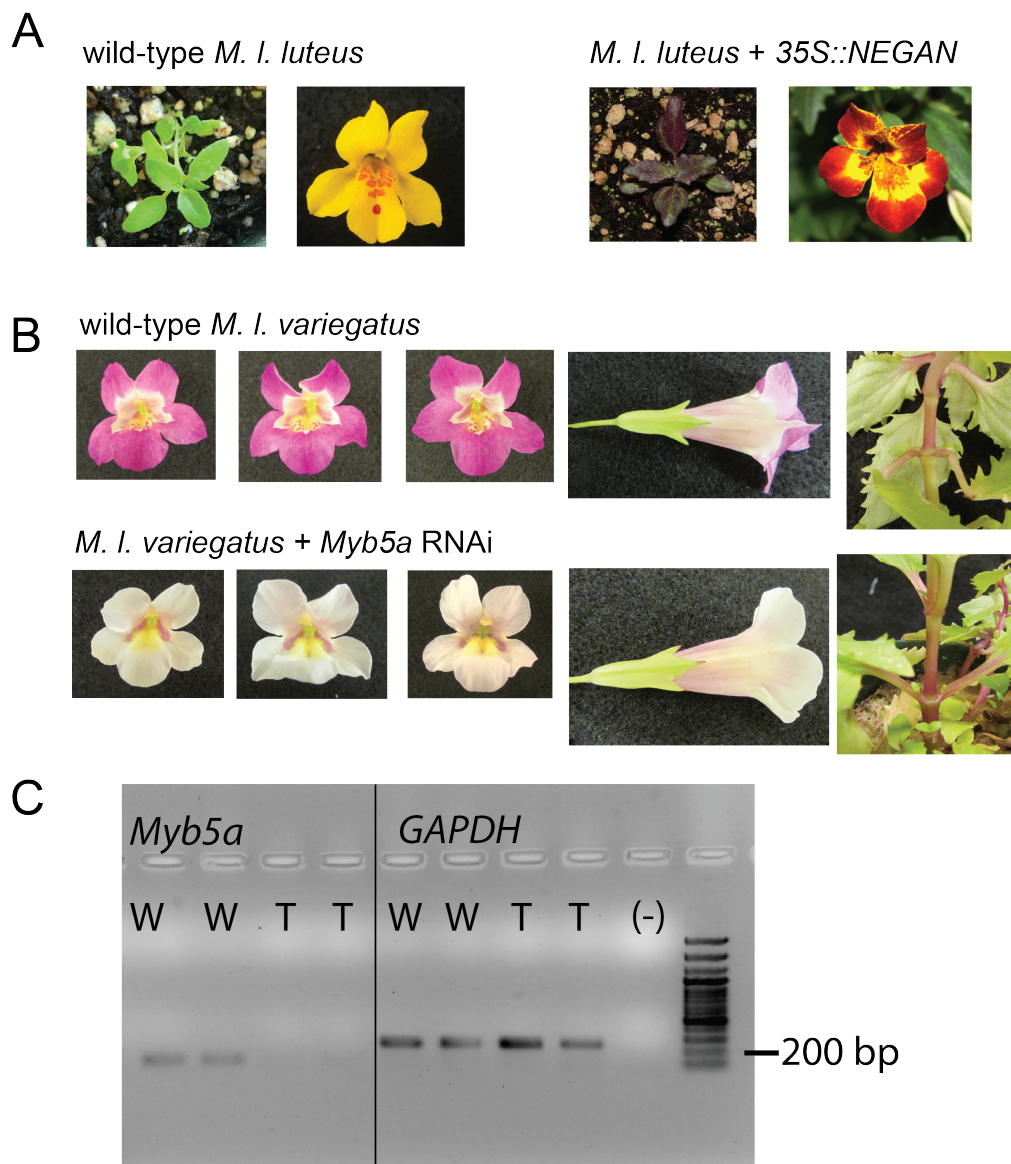 A
wild-type M. l. luteus
M. l. luteus + 35S::NEGAN
B
wild-type M. l. variegatus
M. l. variegatus + Myb5a RNAi
C
Myb5a
GAPDH
W W T T W W T T (-)
200 bp